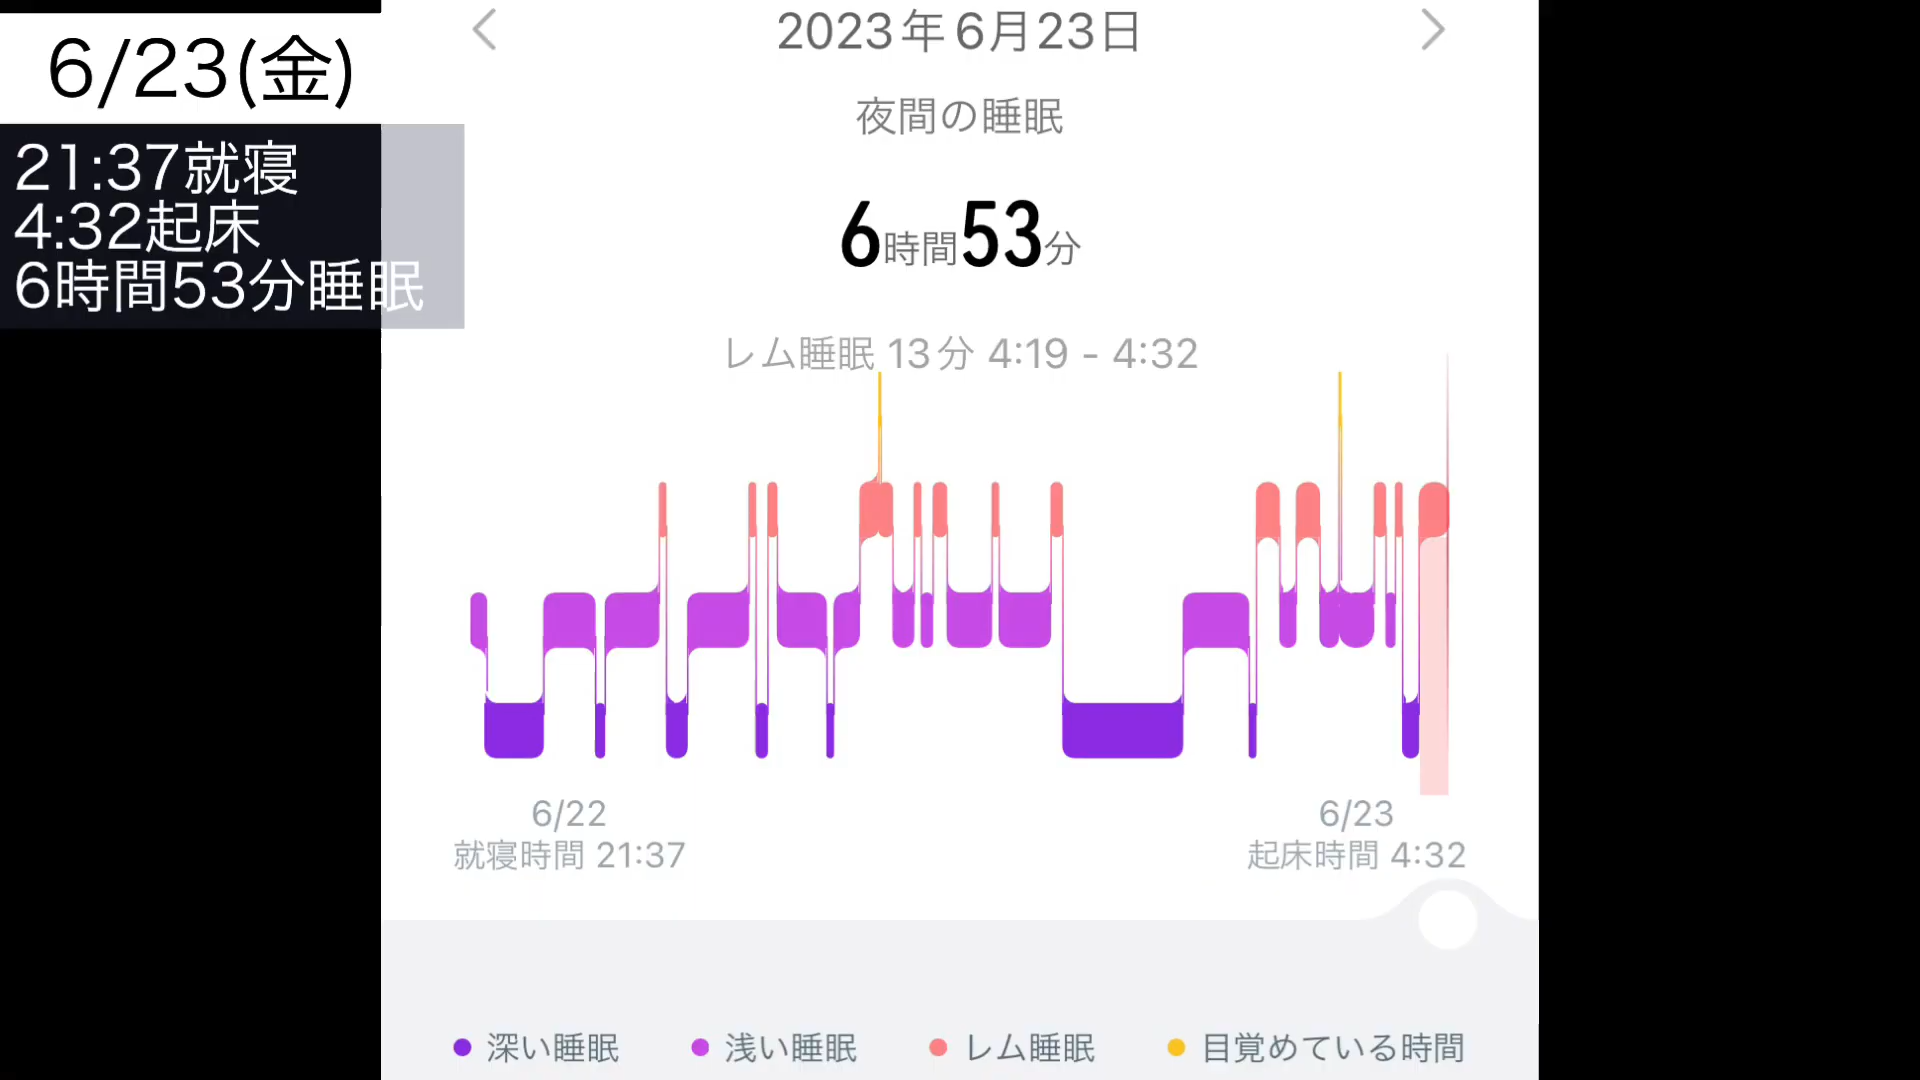 6/23(金)
21:37就寝
4:32起床
6時間53分睡眠
2023年6月23日
夜間の睡眠
6時間53分
レム睡眠 13分 4:19 - 4:32
6/22
就寝時間 21:37
6/23
起床時間 4:32
深い睡眠
浅い睡眠
レム睡眠
目覚めている時間